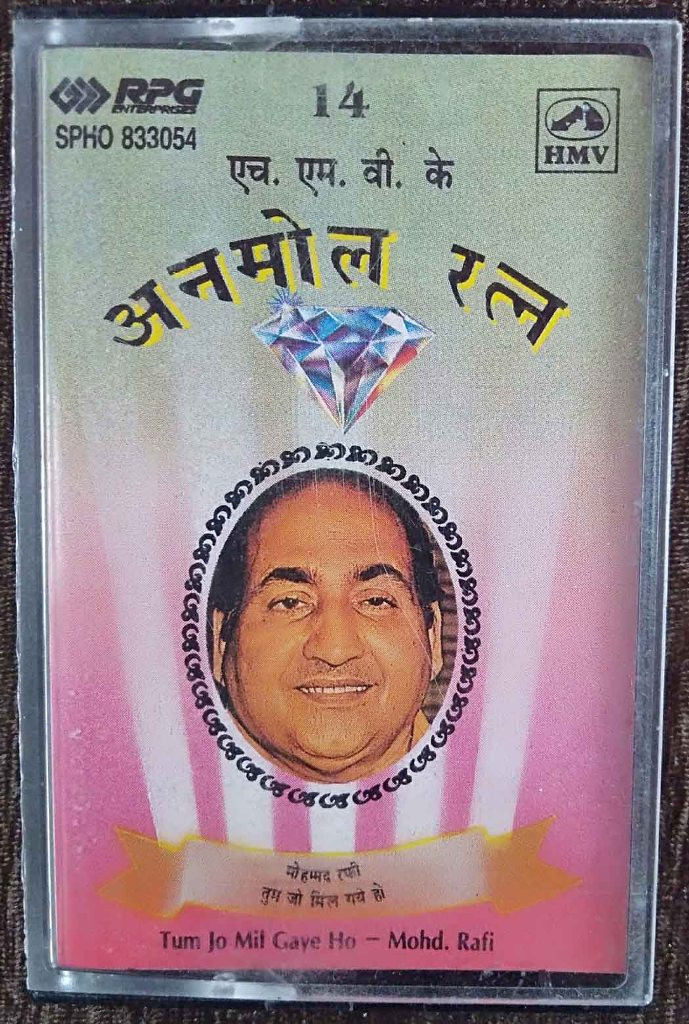 RPG
ENTERPRISES
SPHO 833054
14
HMV
एच. एम. वी. के
अनमोल रत्न
मोहम्मद रफी
तुम जो मिल गये हो
Tum Jo Mil Gaye Ho – Mohd. Rafi